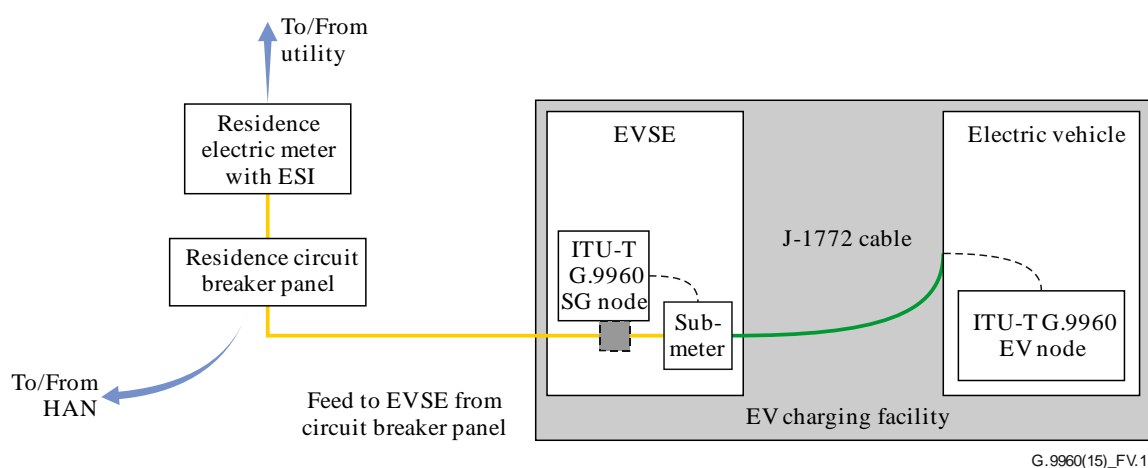 To/From
utility
Residence
electric meter
with ESI
Residence circuit
breaker panel
To/From
HAN
Feed to EVSE from
circuit breaker panel
EVSE
ITU-T
G.9960
SG node
Sub-
meter
J-1772 cable
Electric vehicle
ITU-T G.9960
EV node
EV charging facility
G.9960(15)_FV.1